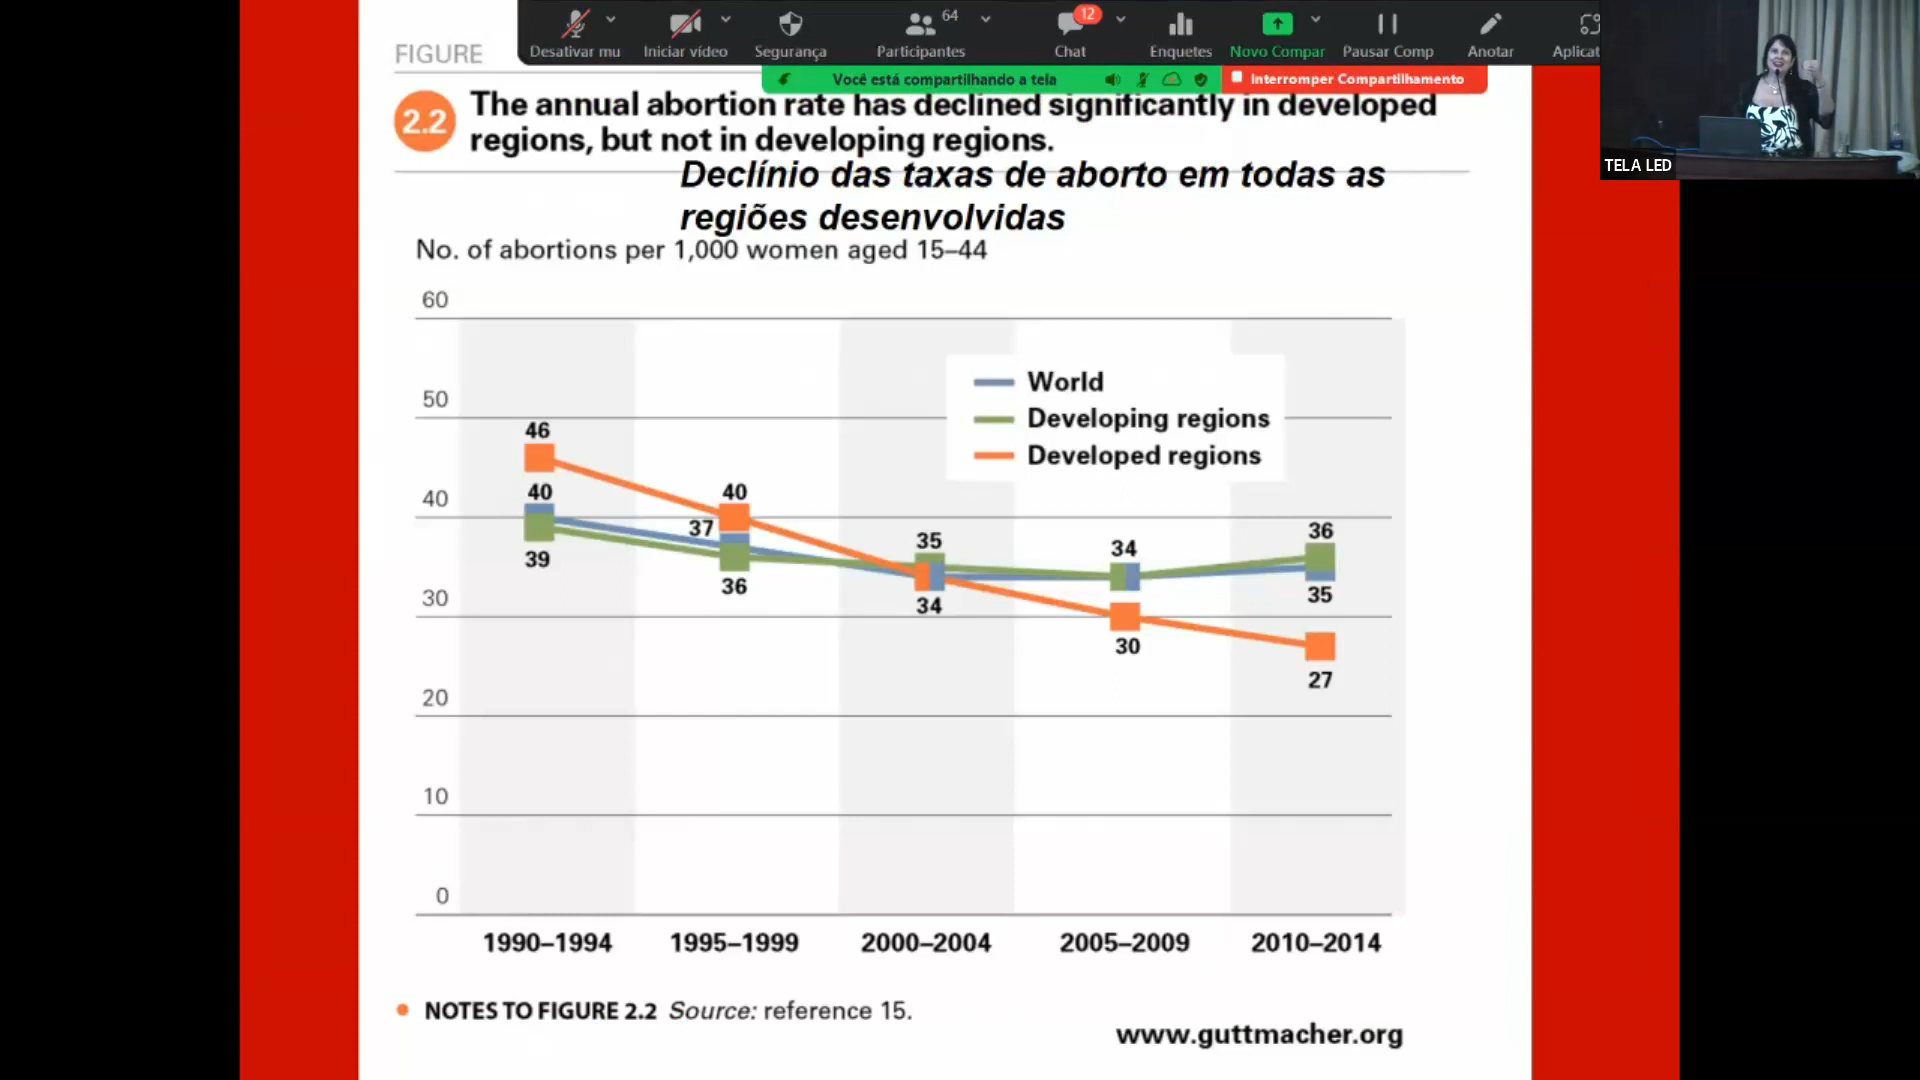 Desativar mu
Iniciar vídeo
Segurança
64
Participantes
12
Chat
Enquetes
Novo Compar
Pausar Comp
Anotar
Aplicat
Você está compartilhando a tela
Interromper Compartilhamento
TELA LED
FIGURE
2.2
The annual abortion rate has declined significantly in developed
regions, but not in developing regions.
Declínio das taxas de aborto em todas as
regiões desenvolvidas
No. of abortions per 1,000 women aged 15–44
60
50
40
30
20
10
0
World
Developing regions
Developed regions
46
40
39
40
37
36
35
34
34
30
36
35
27
1990–1994
1995–1999
2000–2004
2005–2009
2010–2014
NOTES TO FIGURE 2.2 Source: reference 15.
www.guttmacher.org